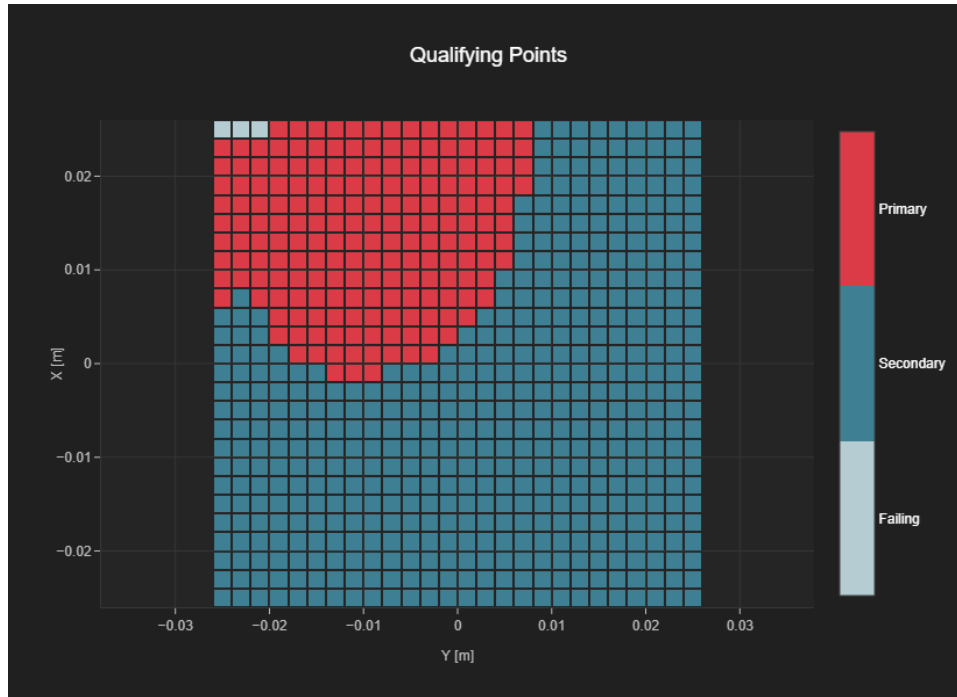 Qualifying Points
X [m]
0.02
0.01
0
−0.01
−0.02
−0.03
−0.02
−0.01
0
0.01
0.02
0.03
Y [m]
Primary
Secondary
Failing